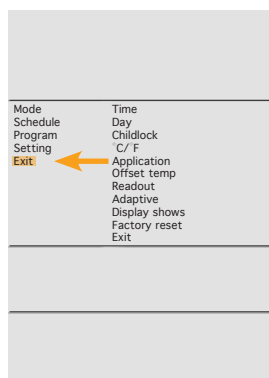 Mode
Schedule
Program
Setting
Exit
Time
Day
Childlock
°C/°F
Application
Offset temp
Readout
Adaptive
Display shows
Factory reset
Exit